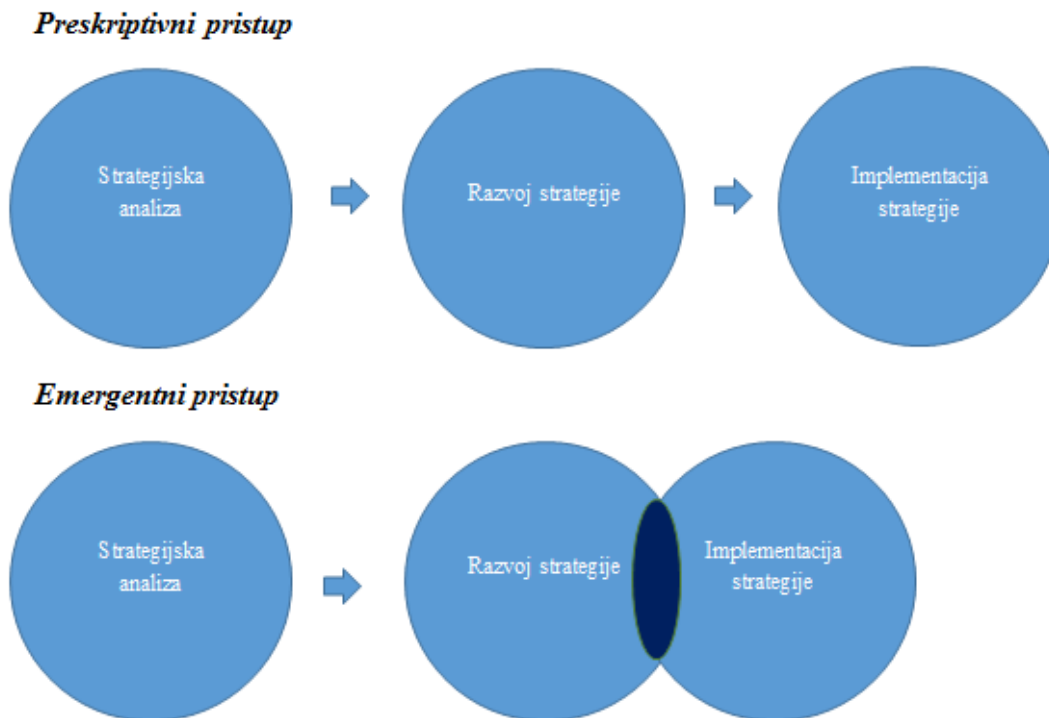 Preskriptivni pristup
Strategijska
analiza
Razvoj strategije
Implementacija
strategije
Emergentni pristup
Strategijska
analiza
Razvoj strategije
Implementacija
strategije